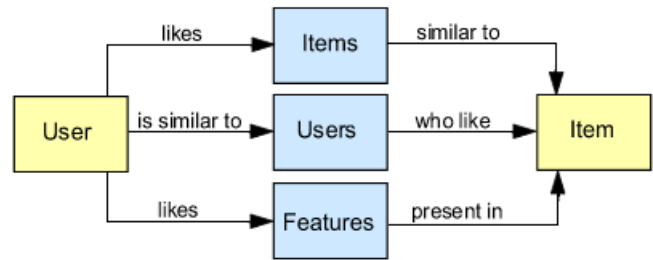 likes
Items
similar to
User
is similar to
Users
who like
Item
likes
Features
present in